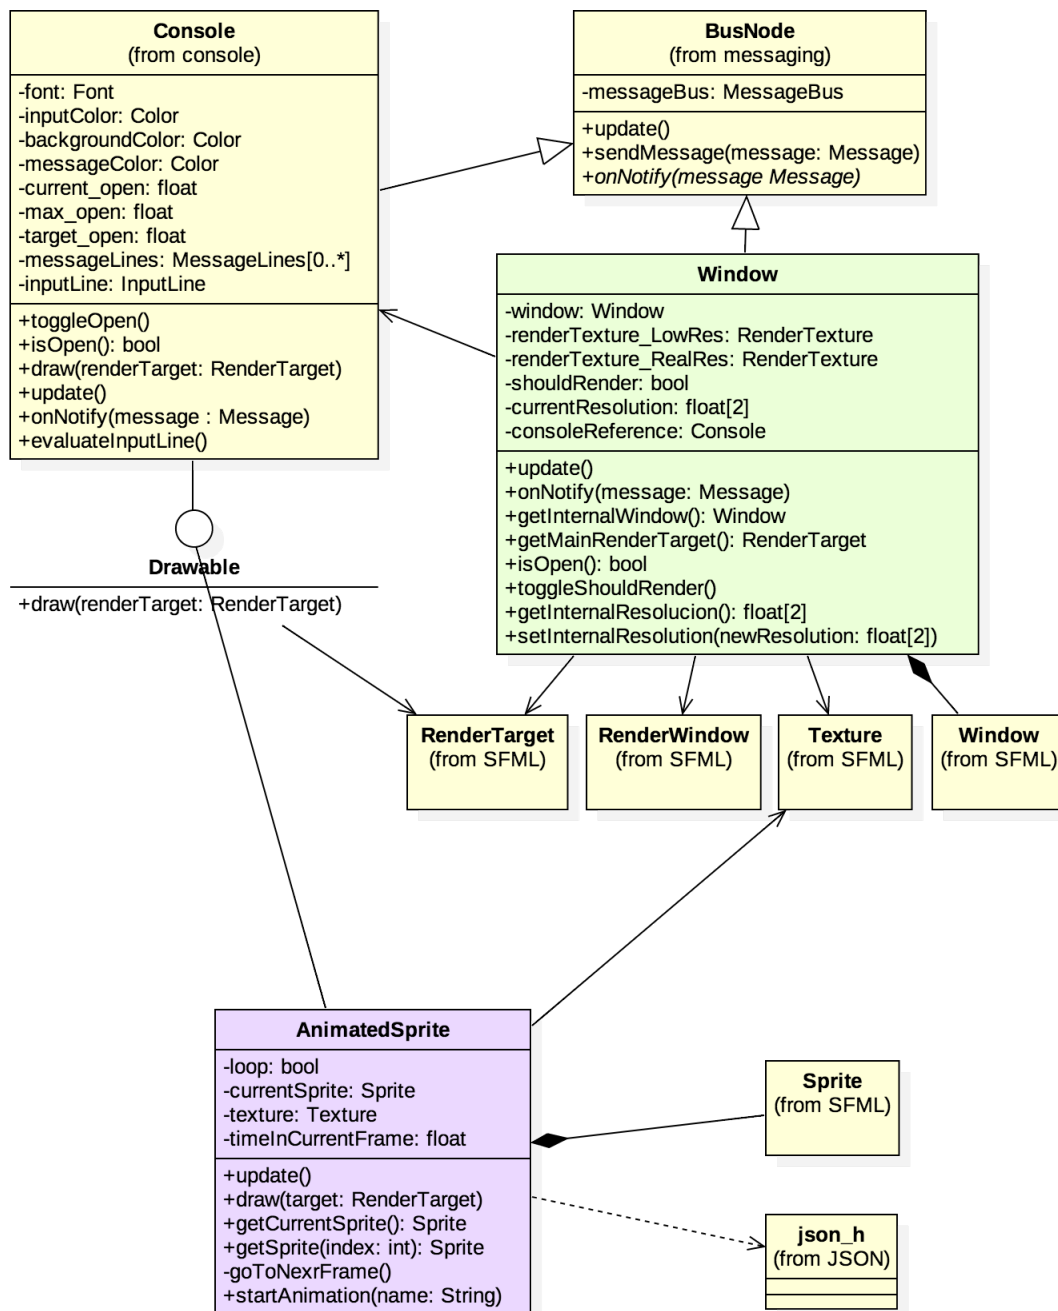 Console
(from console)
-font: Font
-inputColor: Color
-backgroundColor: Color
-messageColor: Color
-current_open: float
-max_open: float
-target_open: float
-messageLines: MessageLines[0..*]
-inputLine: InputLine
+toggleOpen()
+isOpen(): bool
+draw(renderTarget: RenderTarget)
+update()
+onNotify(message : Message)
+evaluateInputLine()
BusNode
(from messaging)
-messageBus: MessageBus
+update()
+sendMessage(message: Message)
+onNotify(message Message)
Window
-window: Window
-renderTexture_LowRes: RenderTexture
-renderTexture_RealRes: RenderTexture
-shouldRender: bool
-currentResolution: float[2]
-consoleReference: Console
+update()
+onNotify(message: Message)
+getInternalWindow(): Window
+getMainRenderTarget(): RenderTarget
+isOpen(): bool
+toggleShouldRender()
+getInternalResolucion(): float[2]
+setInternalResolution(newResolution: float[2])
Drawable
+draw(renderTarget: RenderTarget)
RenderTarget
(from SFML)
RenderWindow
(from SFML)
Texture
(from SFML)
Window
(from SFML)
AnimatedSprite
-loop: bool
-currentSprite: Sprite
-texture: Texture
-timeInCurrentFrame: float
+update()
+draw(target: RenderTarget)
+getCurrentSprite(): Sprite
+getSprite(index: int): Sprite
-goToNexrFrame()
+startAnimation(name: String)
Sprite
(from SFML)
json_h
(from JSON)